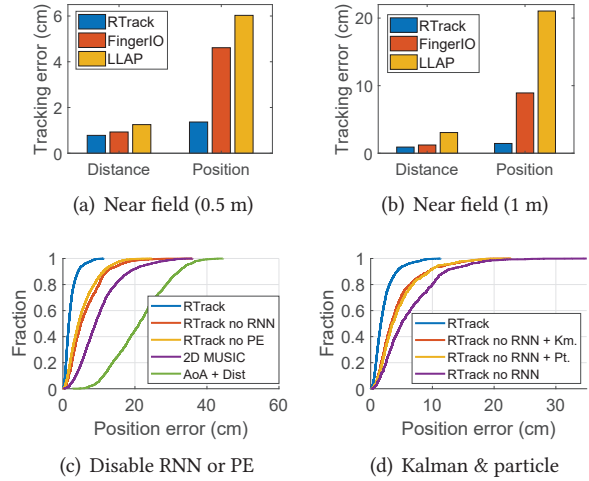 Tracking error (cm)
6
4
2
0
RTrack
FingerIO
LLAP
Distance
Position
(a) Near field (0.5 m)
Tracking error (cm)
20
10
0
RTrack
FingerIO
LLAP
Distance
Position
(b) Near field (1 m)
Fraction
1
0.8
0.6
0.4
0.2
0
RTrack
RTrack no RNN
RTrack no PE
2D MUSIC
AoA + Dist
0 20 40 60
Position error (cm)
(c) Disable RNN or PE
Fraction
1
0.8
0.6
0.4
0.2
0
RTrack
RTrack no RNN + Km.
RTrack no RNN + Pt.
RTrack no RNN
0 10 20 30
Position error (cm)
(d) Kalman & particle